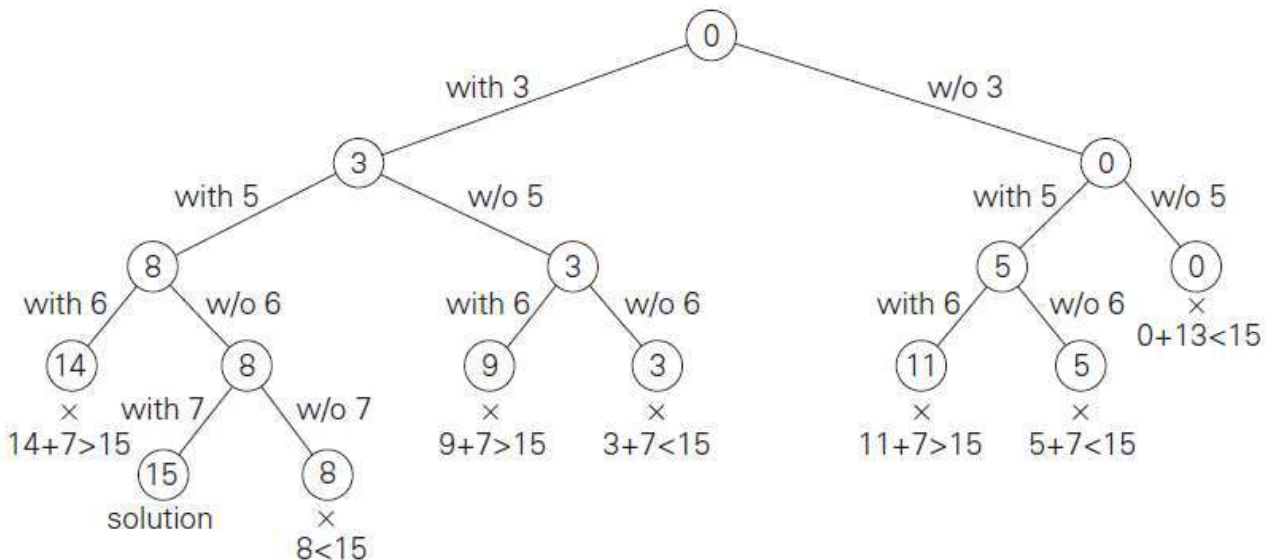 0
with 3
w/o 3
3
0
with 5
w/o 5
with 5
w/o 5
8
3
5
0
with 6
w/o 6
with 6
w/o 6
with 6
w/o 6
×
0+13<15
14
8
9
3
11
5
×
with 7
w/o 7
×
×
×
×
14+7>15
9+7>15
3+7<15
11+7>15
5+7<15
15
8
solution
×
8<15